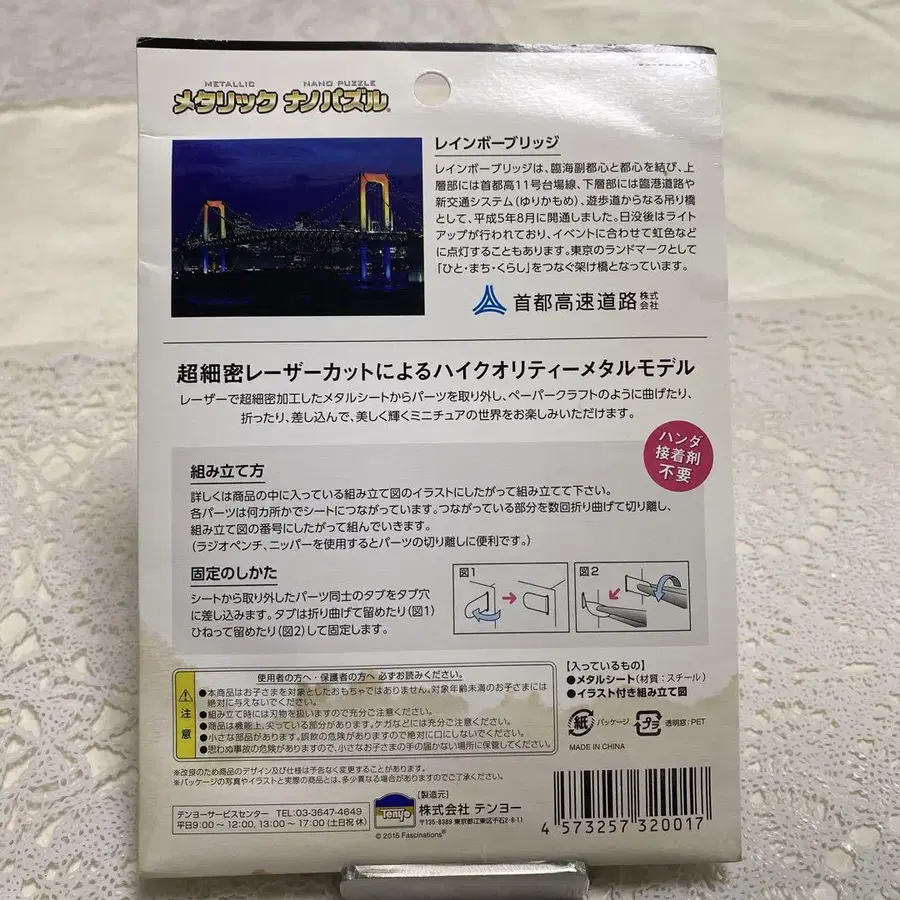 METALLIC NANO PUZZLE
メタリック ナノパズル®
レインボーブリッジ
レインボーブリッジは、臨海副都心と都心を結び、上
層部には首都高11号台場線、下層部には臨港道路や
新交通システム(ゆりかもめ)、遊歩道からなる吊り橋
として、平成5年8月に開通しました。日没後はライト
アップが行われており、イベントに合わせて虹色など
に点灯することもあります。東京のランドマークとして
「ひと・まち・くらし」をつなぐ架け橋となっています。
首都高速道路株式会社
超細密レーザーカットによるハイクオリティーメタルモデル
レーザーで超細密加工したメタルシートからパーツを取り外し、ペーパークラフトのように曲げたり、
折ったり、差し込んで、美しく輝くミニチュアの世界をお楽しみいただけます。
ハンダ
接着剤
不要
組み立て方
詳しくは商品の中に入っている組み立て図のイラストにしたがって組み立てて下さい。
各パーツは何カ所かでシートにつながっています。つながっている部分を数回折り曲げて切り離し、
組み立て図の番号にしたがって組んでいきます。
(ラジオペンチ、ニッパーを使用するとパーツの切り離しに便利です。)
固定のしかた
シートから取り外したパーツ同士のタブをタブ穴
に差し込みます。タブは折り曲げて留めたり(図1)
ひねって留めたり(図2)して固定します。
図1
図2
使用者の方へ・保護者の方へ 必ずお読みください。
注意
●本商品はお子さまを対象としたおもちゃではありません。対象年齢未満のお子さまには
絶対に与えないでください。
●組み立て時には刃物を扱いますので充分ご注意ください。
●商品は機能上、尖っている部分があります。ケガなどには充分ご注意ください。
●小さな部品があります。誤飲の危険がありますので絶対に口にしないでください。
●思わぬ事故の危険がありますので、小さなお子さまの手の届かない場所に保管してください。
【入っているもの】
●メタルシート(材質:スチール)
●イラスト付き組み立て図
紙 パッケージ プラ 透明窓:PET
MADE IN CHINA
※改良のため商品のデザイン及び仕様は予告なく変更することがあります。
※パッケージの写真やイラストと実際の商品とは、多少異なる場合がありますのでご了承ください。
テンヨーサービスセンター TEL:03-3647-4649
平日9:00～12:00, 13:00～17:00(土日祝 休)
Tenyo
【製造元】
株式会社 テンヨー
〒135-8389 東京都江東区千石2-8-11
© 2015 Fascinations®
4 573257 320017